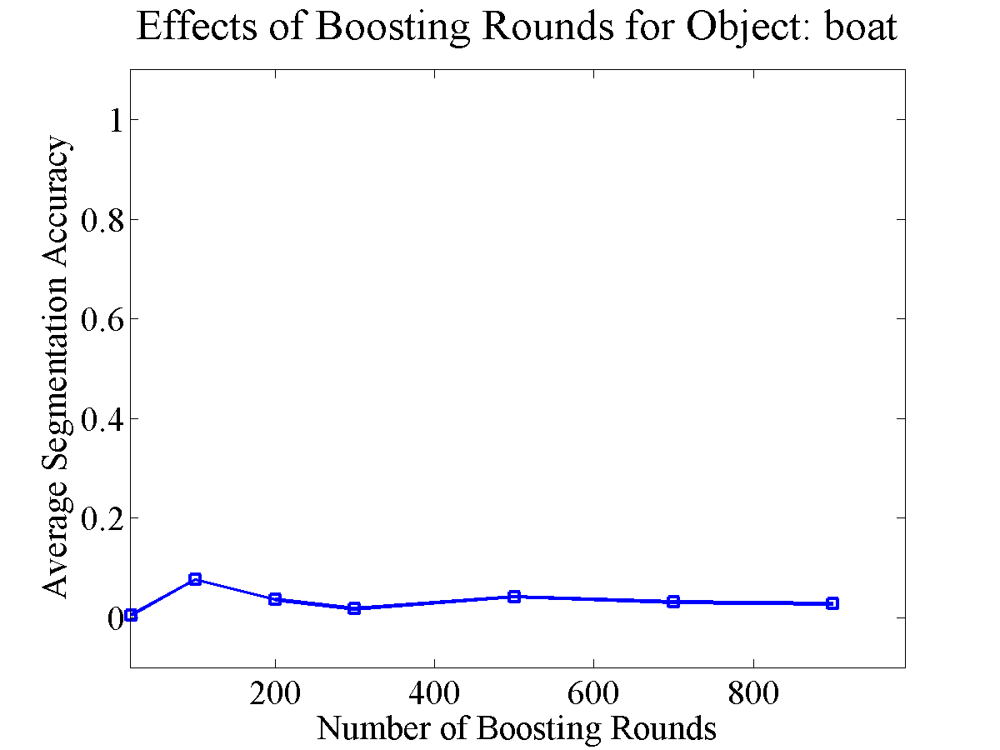 Effects of Boosting Rounds for Object: boat
Average Segmentation Accuracy
1
0.8
0.6
0.4
0.2
0
200 400 600 800
Number of Boosting Rounds